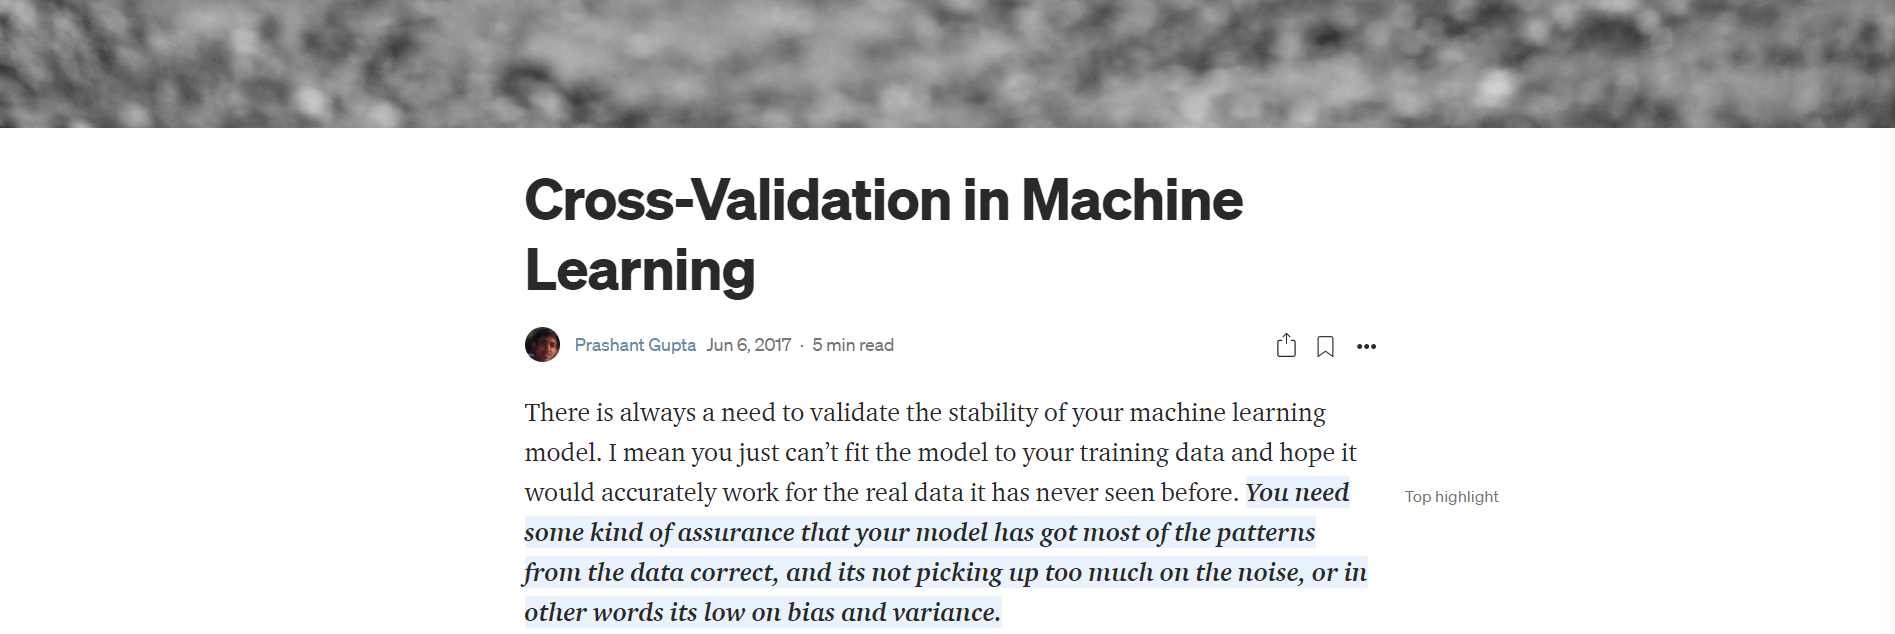 Cross-Validation in Machine
Learning
Prashant Gupta Jun 6, 2017 · 5 min read
There is always a need to validate the stability of your machine learning
model. I mean you just can’t fit the model to your training data and hope it
would accurately work for the real data it has never seen before. You need
Top highlight
some kind of assurance that your model has got most of the patterns
from the data correct, and its not picking up too much on the noise, or in
other words its low on bias and variance.